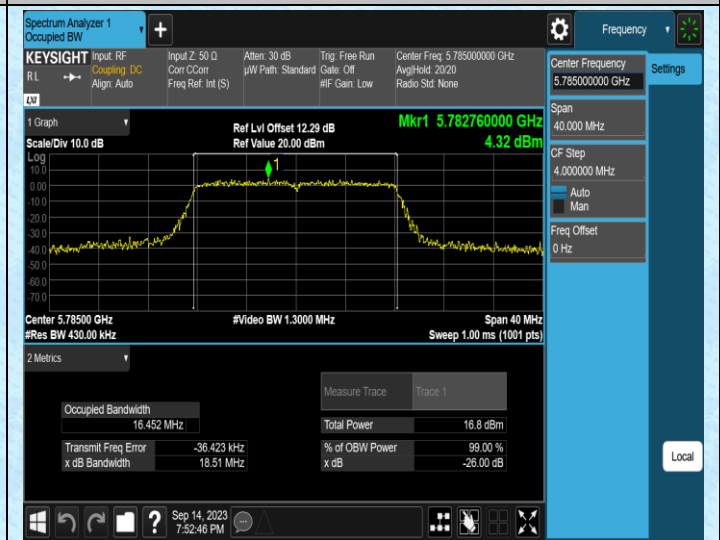 Spectrum Analyzer 1
Occupied BW
Frequency
KEYSIGHT
Input: RF
Coupling: DC
Align: Auto
RL
LXI
Input Z: 50 Ω
Corr CCorr
Freq Ref: Int (S)
Atten: 30 dB
µW Path: Standard
Trig: Free Run
Gate: Off
#IF Gain: Low
Center Freq: 5.785000000 GHz
Avg|Hold: 20/20
Radio Std: None
Center Frequency
5.785000000 GHz
Settings
Span
40.000 MHz
CF Step
4.000000 MHz
Auto
Man
Freq Offset
0 Hz
1 Graph
Scale/Div 10.0 dB
Ref Lvl Offset 12.29 dB
Ref Value 20.00 dBm
Mkr1 5.782760000 GHz
4.32 dBm
Log
10.0
0.00
-10.0
-20.0
-30.0
-40.0
-50.0
-60.0
-70.0
1
Center 5.78500 GHz
#Res BW 430.00 kHz
#Video BW 1.3000 MHz
Span 40 MHz
Sweep 1.00 ms (1001 pts)
2 Metrics
Measure Trace
Trace 1
Occupied Bandwidth
16.452 MHz
Total Power
16.8 dBm
Transmit Freq Error
-36.423 kHz
% of OBW Power
99.00 %
x dB Bandwidth
18.51 MHz
x dB
-26.00 dB
Local
Sep 14, 2023
7:52:46 PM